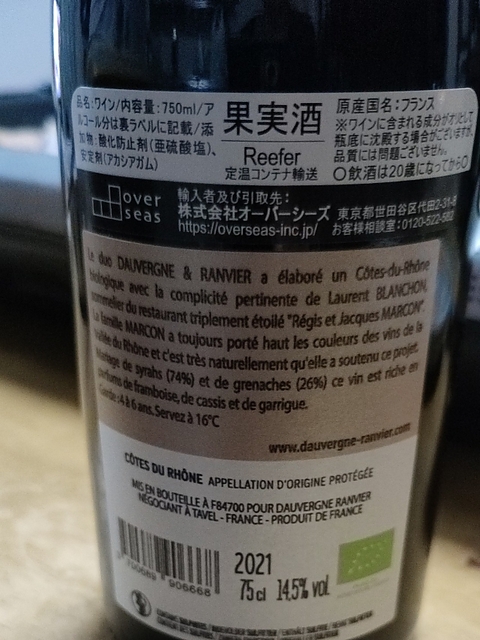 品名:ワイン/内容量:750ml/ア
ルコール分は裏ラベルに記載/添
加物:酸化防止剤(亜硫酸塩)、
安定剤(アカシアガム)
果実酒
Reefer
定温コンテナ輸送
原産国名:フランス
※ワインに含まれる成分がオリとして
瓶底に沈殿する場合がございますが、
品質には問題ございません。
〇飲酒は20歳になってから〇
over
seas
輸入者及び引取先:
株式会社オーバーシーズ
https://overseas-inc.jp/
東京都世田谷区代田2-31-8
お客様相談室:0120-522-582
Le duo DAUVERGNE & RANVIER a élaboré un Côtes-du-Rhône
biologique avec la complicité pertinente de Laurent BLANCHON,
sommelier du restaurant triplement étoilé "Régis et Jacques MARCON".
La famille MARCON a toujours porté haut les couleurs des vins de la
Vallée du Rhône et c'est très naturellement qu'elle a soutenu ce projet.
Mariage de syrahs (74%) et de grenaches (26%) ce vin est riche en
parfums de framboise, de cassis et de garrigue.
Garde : 4 à 6 ans. Servez à 16°C
www.dauvergne-ranvier.com
CÔTES DU RHÔNE APPELLATION D'ORIGINE PROTÉGÉE
MIS EN BOUTEILLE À F84700 POUR DAUVERGNE RANVIER
NÉGOCIANT À TAVEL - FRANCE - PRODUIT DE FRANCE
906668
2021
75 cl 14,5% vol.